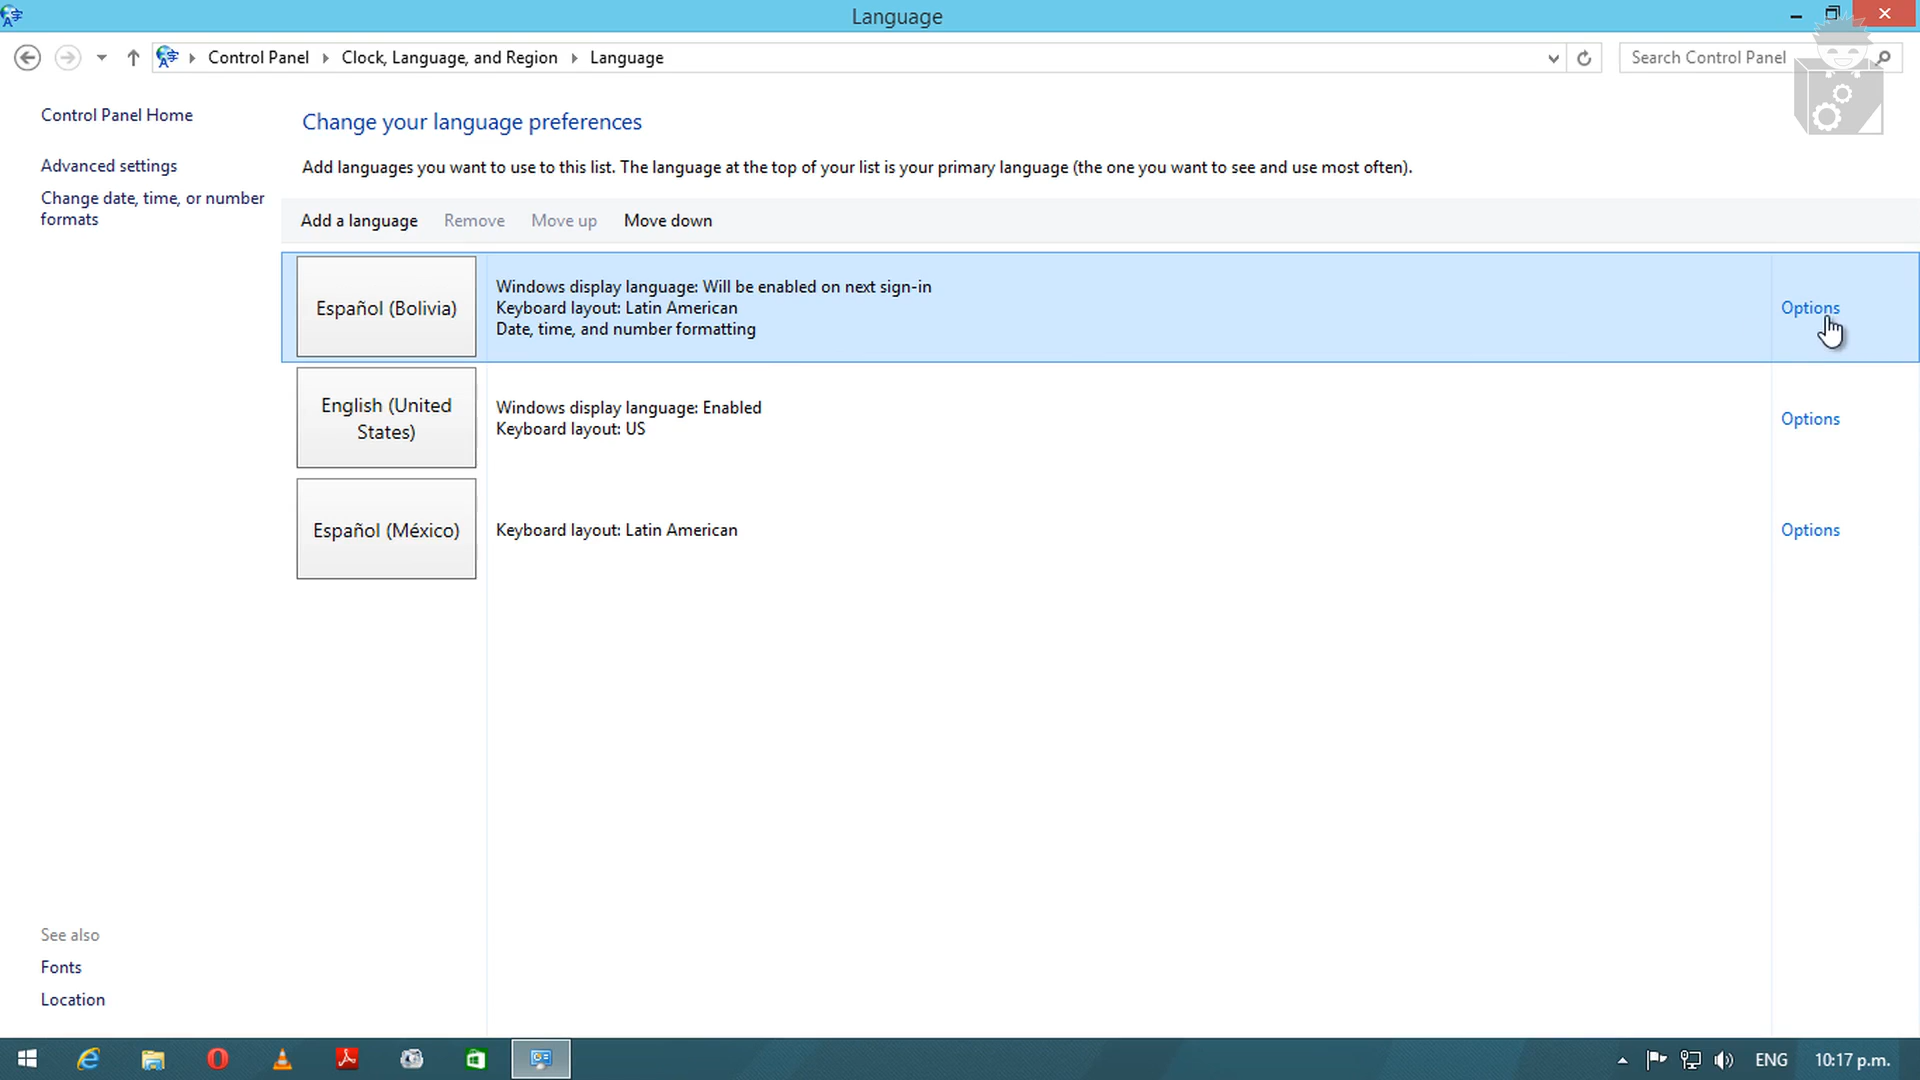 Language
Control Panel
Clock, Language, and Region
Language
Search Control Panel
Control Panel Home
Advanced settings
Change date, time, or number
formats
Change your language preferences
Add languages you want to use to this list. The language at the top of your list is your primary language (the one you want to see and use most often).
Add a language
Remove
Move up
Move down
Español (Bolivia)
Windows display language: Will be enabled on next sign-in
Keyboard layout: Latin American
Date, time, and number formatting
Options
English (United
States)
Windows display language: Enabled
Keyboard layout: US
Options
Español (México)
Keyboard layout: Latin American
Options
See also
Fonts
Location
ENG
10:17 p.m.